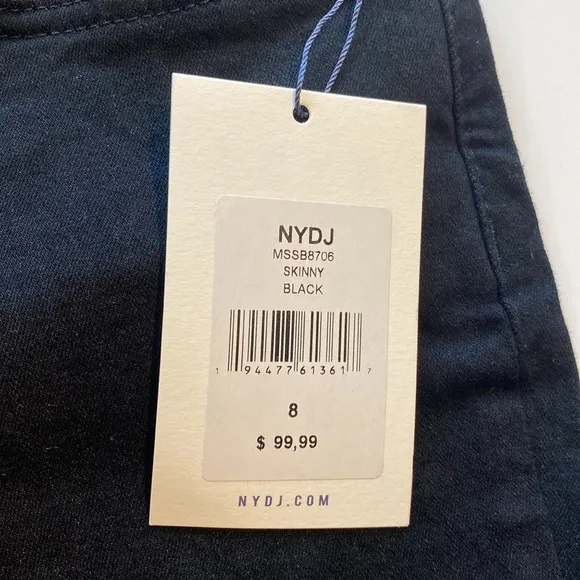 NYDJ
MSSB8706
SKINNY
BLACK
1 94477 61361 7
8
$ 99,99
NYDJ.COM